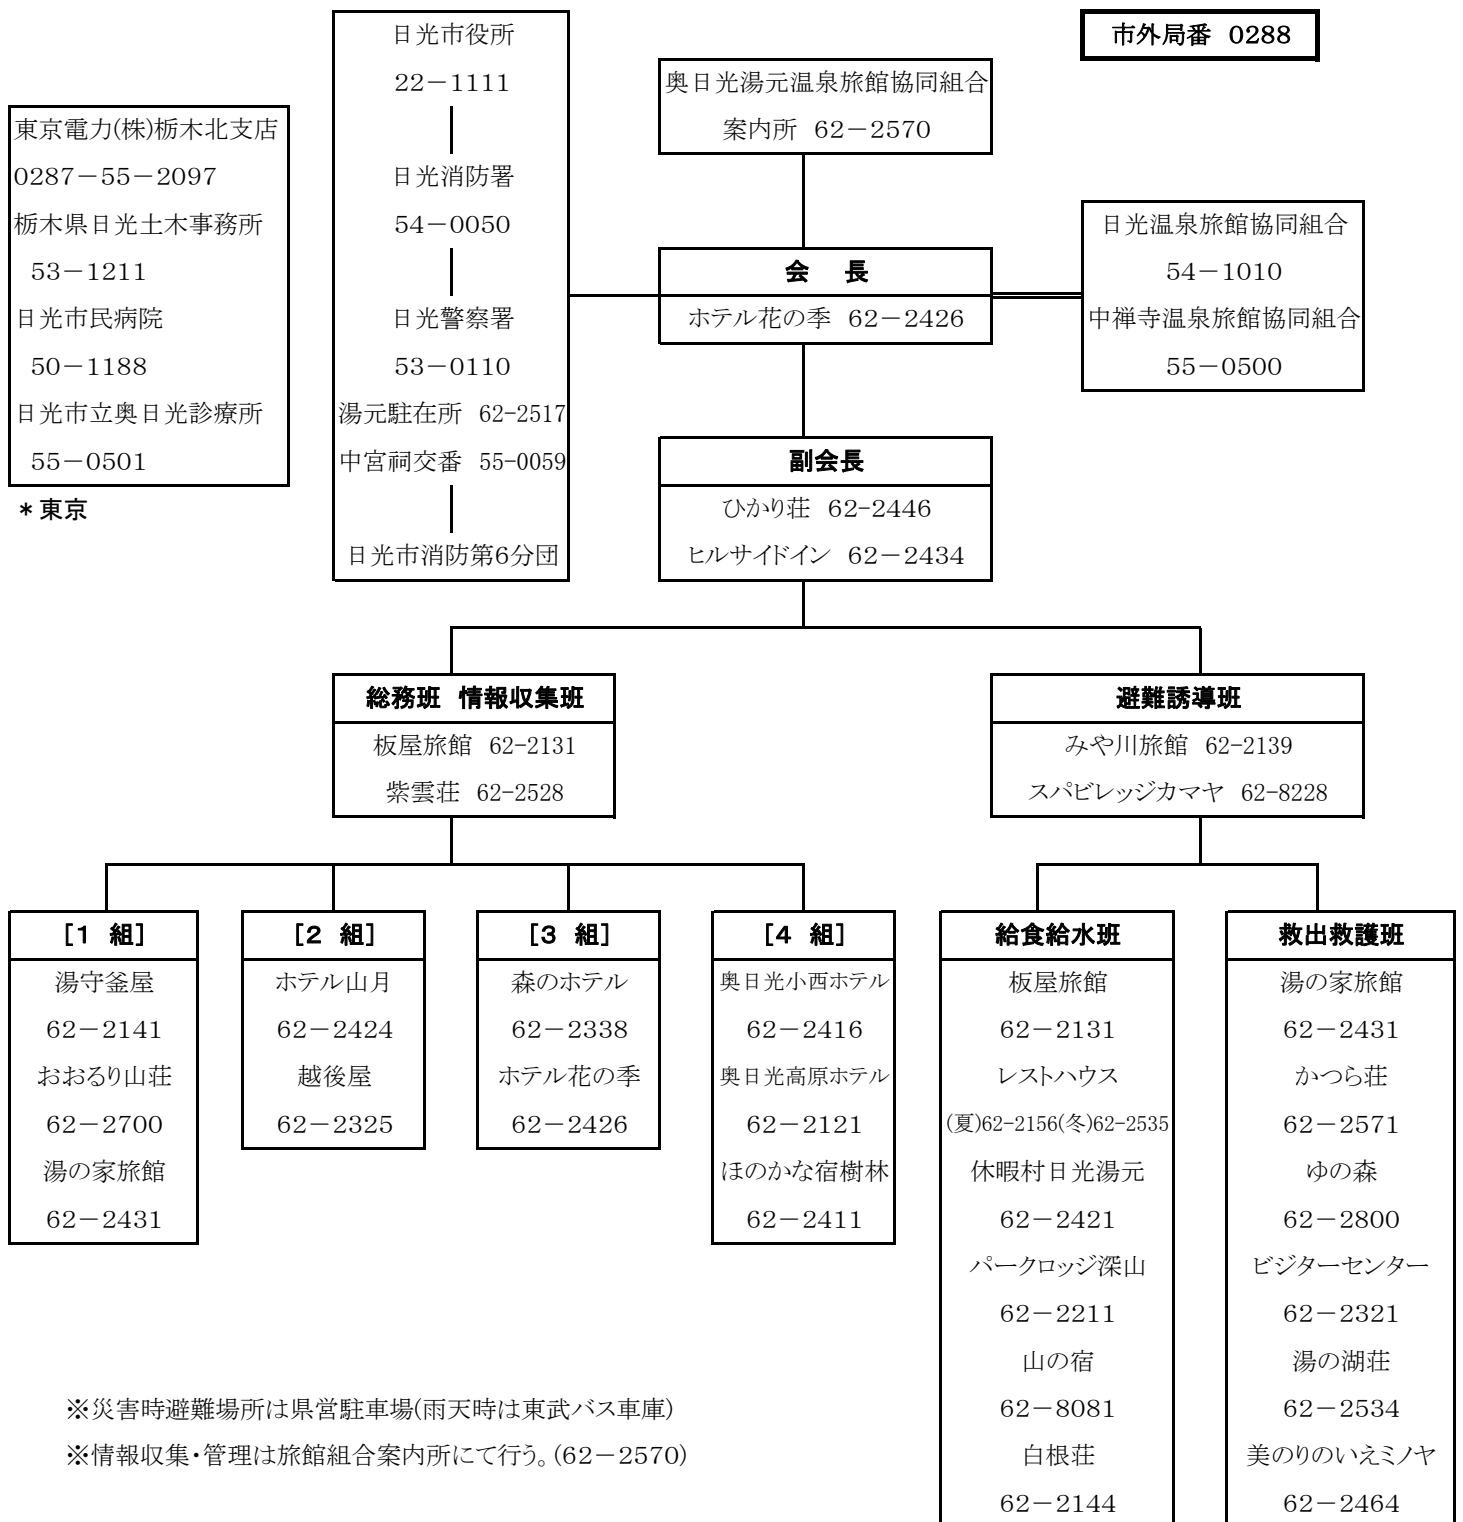 市外局番 0288
日光市役所
22－1111
日光消防署
54－0050
日光警察署
53－0110
湯元駐在所 62-2517
中宮祠交番 55-0059
日光市消防第6分団
奥日光湯元温泉旅館協同組合
案内所 62－2570
東京電力(株)栃木北支店
0287－55－2097
栃木県日光土木事務所
53－1211
日光市民病院
50－1188
日光市立奥日光診療所
55－0501
＊東京
会 長
ホテル花の季 62－2426
日光温泉旅館協同組合
54－1010
中禅寺温泉旅館協同組合
55－0500
副会長
ひかり荘 62-2446
ヒルサイドイン 62－2434
総務班 情報収集班
板屋旅館 62-2131
紫雲荘 62-2528
避難誘導班
みや川旅館 62-2139
スパビレッジカマヤ 62-8228
［1 組］
湯守釜屋
62－2141
おおるり山荘
62－2700
湯の家旅館
62－2431
［2 組］
ホテル山月
62－2424
越後屋
62－2325
［3 組］
森のホテル
62－2338
ホテル花の季
62－2426
［4 組］
奥日光小西ホテル
62－2416
奥日光高原ホテル
62－2121
ほのかな宿樹林
62－2411
給食給水班
板屋旅館
62－2131
レストハウス
(夏)62-2156(冬)62-2535
休暇村日光湯元
62－2421
パークロッジ深山
62－2211
山の宿
62－8081
白根荘
62－2144
救出救護班
湯の家旅館
62－2431
かつら荘
62－2571
ゆの森
62－2800
ビジターセンター
62－2321
湯の湖荘
62－2534
美のりのいえミノヤ
62－2464
※災害時避難場所は県営駐車場(雨天時は東武バス車庫)
※情報収集・管理は旅館組合案内所にて行う。(62－2570)